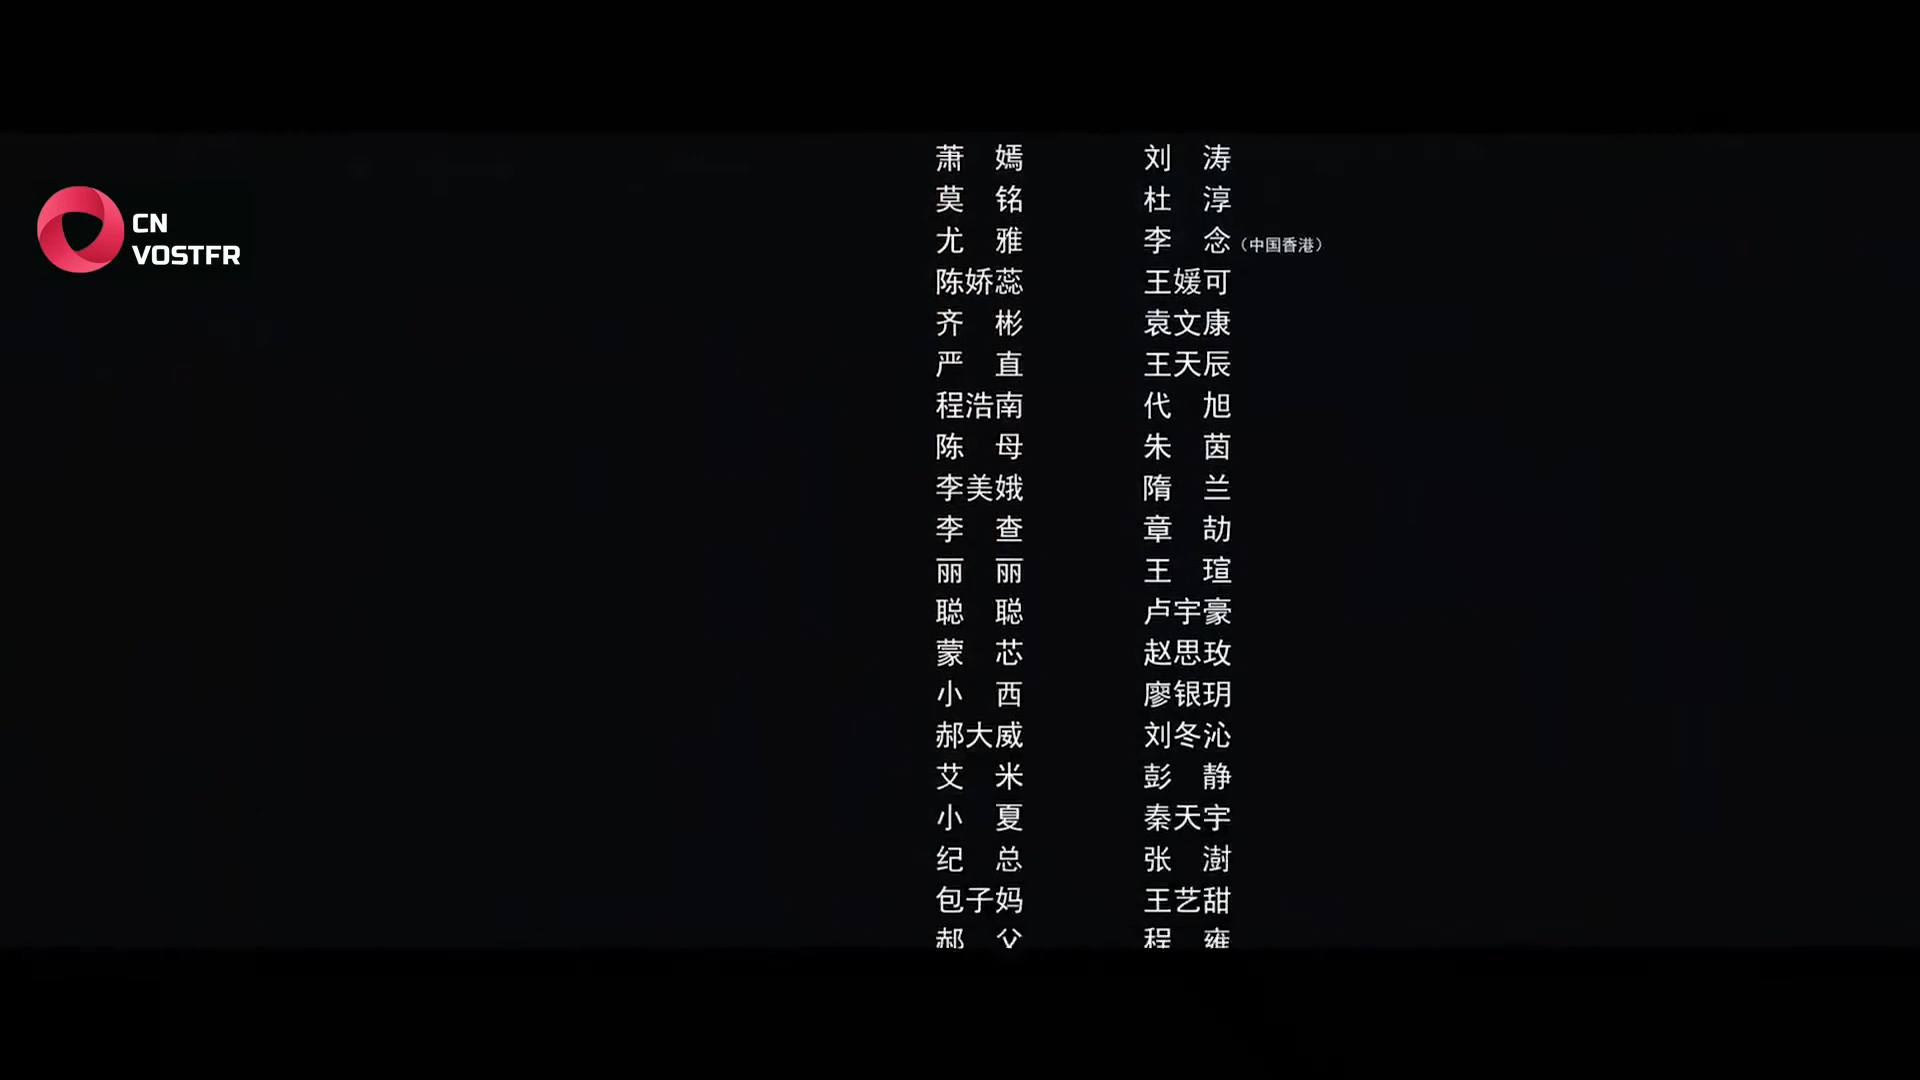 CN
VOSTFR
萧 嫣 刘 涛
莫 铭 杜 淳
尤 雅 李 念（中国香港）
陈娇蕊 王媛可
齐 彬 袁文康
严 直 王天辰
程浩南 代 旭
陈 母 朱 茵
李美娥 隋 兰
李 查 章 劼
丽 丽 王 瑄
聪 聪 卢宇豪
蒙 芯 赵思玫
小 西 廖银玥
郝大威 刘冬沁
艾 米 彭 静
小 夏 秦天宇
纪 总 张 澍
包子妈 王艺甜
郝 父 程 雍